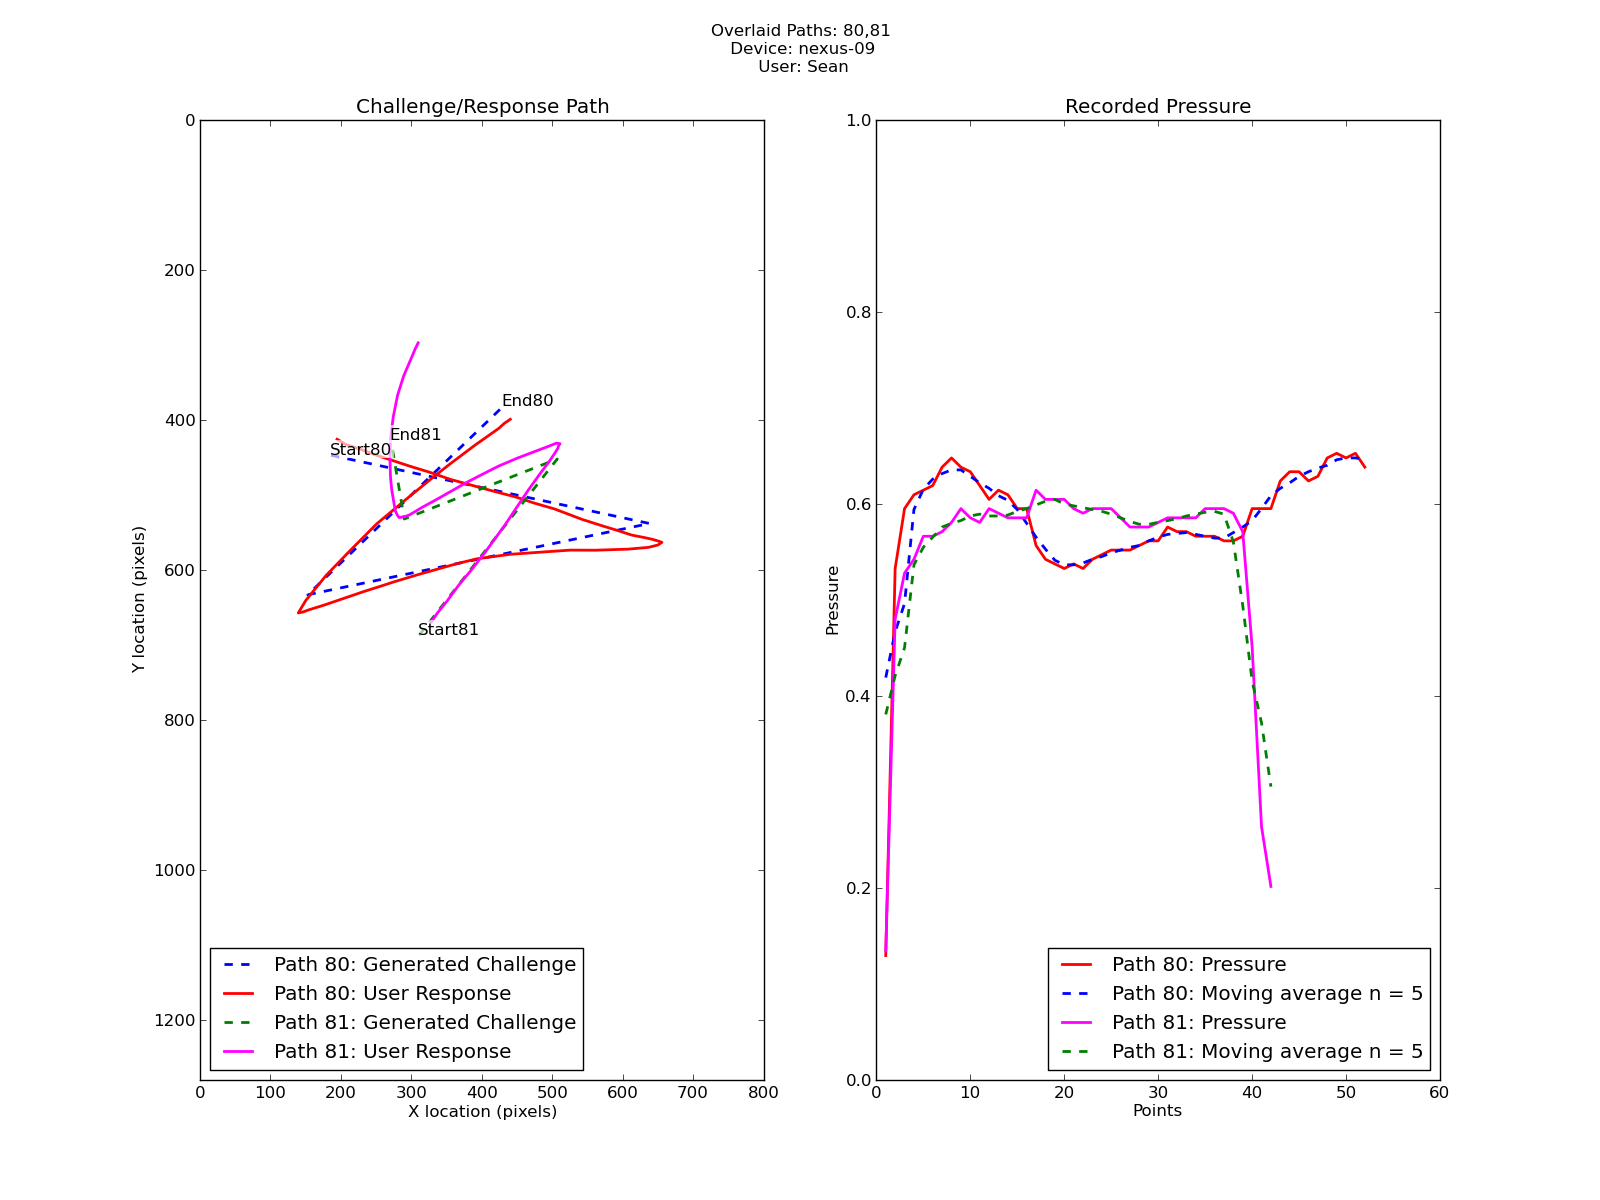 Overlaid Paths: 80,81
Device: nexus-09
User: Sean
Challenge/Response Path
0
200
400
600
800
1000
1200
Y location (pixels)
End80
End81
Start80
Start81
Path 80: Generated Challenge
Path 80: User Response
Path 81: Generated Challenge
Path 81: User Response
0 100 200 300 400 500 600 700 800
X location (pixels)
Recorded Pressure
1.0
0.8
0.6
0.4
0.2
0.0
Pressure
Path 80: Pressure
Path 80: Moving average n = 5
Path 81: Pressure
Path 81: Moving average n = 5
0 10 20 30 40 50 60
Points